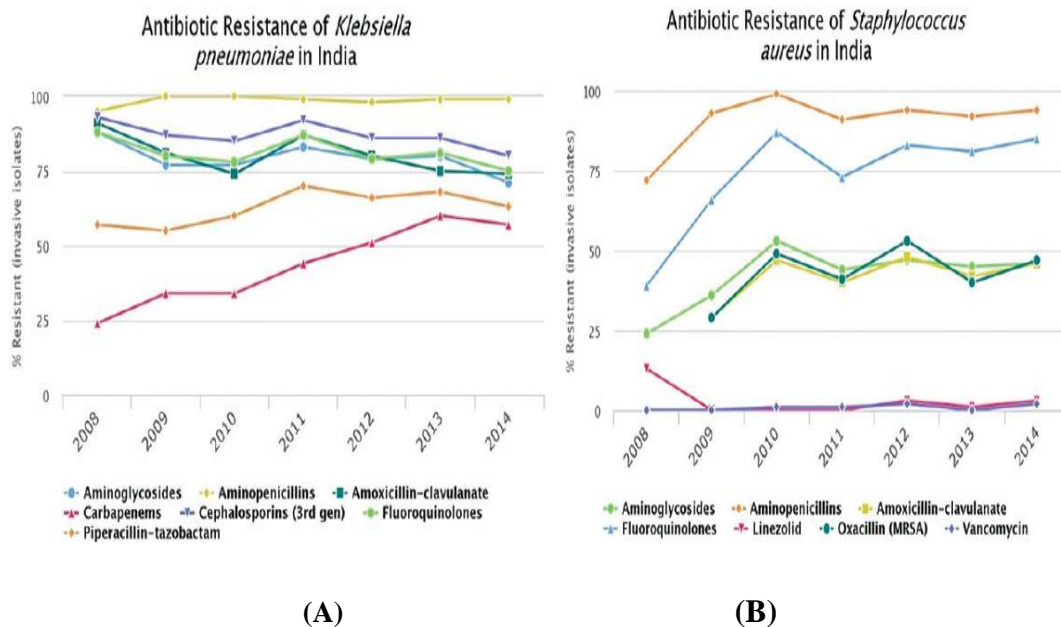 (A)
Antibiotic Resistance of Klebsiella
pneumoniae in India
% Resistant (invasive isolates)
100
75
50
25
0
2008
2009
2010
2011
2012
2013
2014
Aminoglycosides Aminopenicillins Amoxicillin-clavulanate
Carbapenems Cephalosporins (3rd gen) Fluoroquinolones
Piperacillin-tazobactam
(B)
Antibiotic Resistance of Staphylococcus
aureus in India
% Resistant (invasive isolates)
100
75
50
25
0
2008
2009
2010
2011
2012
2013
2014
Aminoglycosides Aminopenicillins Amoxicillin-clavulanate
Fluoroquinolones Linezolid Oxacillin (MRSA) Vancomycin
(A)
(B)